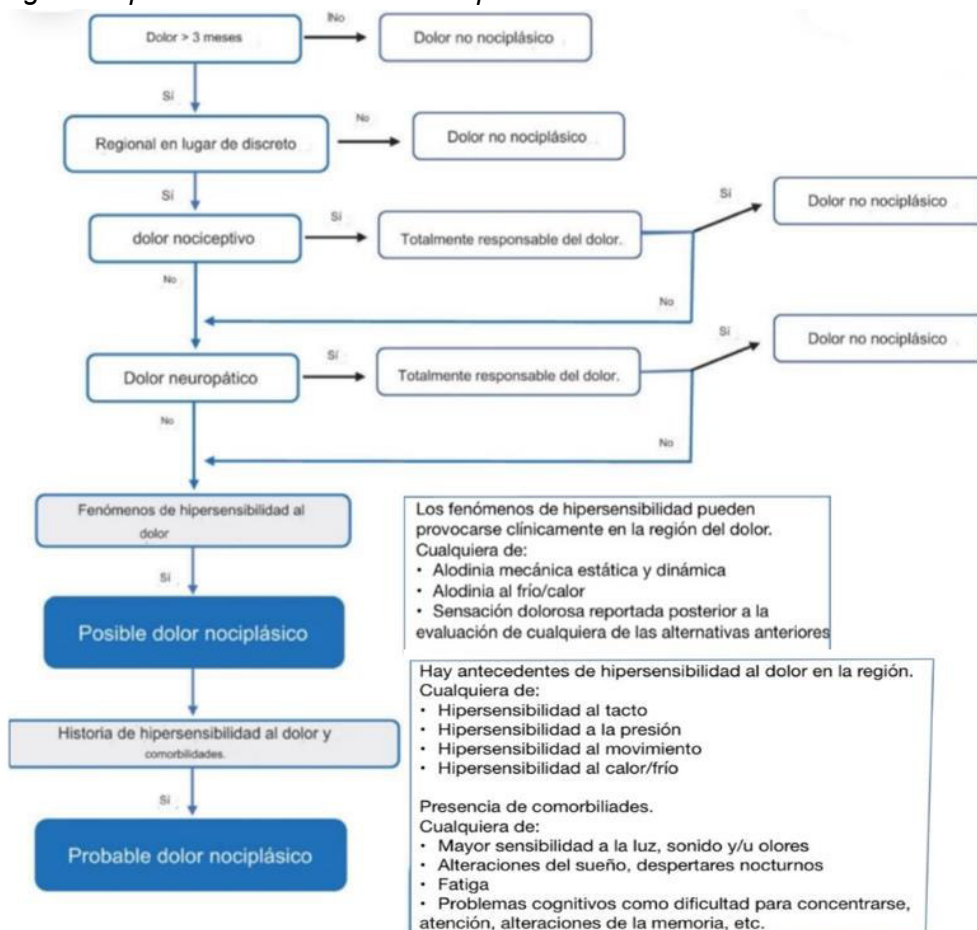 Dolor > 3 meses
No
Dolor no nociplásico
Sí
Regional en lugar de discreto
No
Dolor no nociplásico
Sí
dolor nociceptivo
Sí
Totalmente responsable del dolor.
Sí
Dolor no nociplásico
No
No
Dolor neuropático
Sí
Totalmente responsable del dolor.
Sí
Dolor no nociplásico
No
No
Fenómenos de hipersensibilidad al
dolor
Sí
Posible dolor nociplásico
Los fenómenos de hipersensibilidad pueden
provocarse clínicamente en la región del dolor.
Cualquiera de:
• Alodinia mecánica estática y dinámica
• Alodinia al frío/calor
• Sensación dolorosa reportada posterior a la
evaluación de cualquiera de las alternativas anteriores
Historia de hipersensibilidad al dolor y
comorbilidades.
Sí
Probable dolor nociplásico
Hay antecedentes de hipersensibilidad al dolor en la región.
Cualquiera de:
• Hipersensibilidad al tacto
• Hipersensibilidad a la presión
• Hipersensibilidad al movimiento
• Hipersensibilidad al calor/frío
Presencia de comorbiliades.
Cualquiera de:
• Mayor sensibilidad a la luz, sonido y/u olores
• Alteraciones del sueño, despertares nocturnos
• Fatiga
• Problemas cognitivos como dificultad para concentrarse,
atención, alteraciones de la memoria, etc.